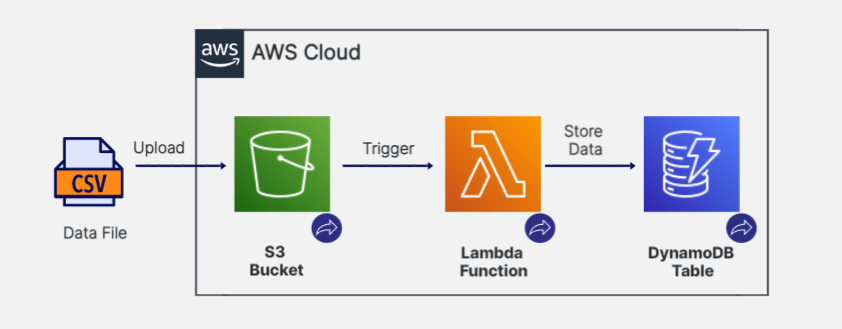 aws
AWS Cloud
Upload
Trigger
Store
Data
CSV
Data File
S3
Bucket
Lambda
Function
DynamoDB
Table